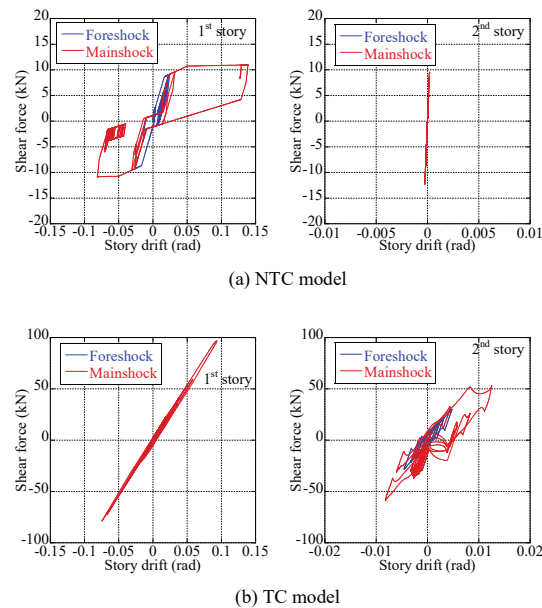 20
15
10
5
0
-5
-10
-15
-20
Shear force (kN)
Foreshock
Mainshock
1st story
-0.15 -0.1 -0.05 0 0.05 0.1 0.15
Story drift (rad)
20
15
10
5
0
-5
-10
-15
-20
Shear force (kN)
Foreshock
Mainshock
2nd story
-0.01 -0.005 0 0.005 0.01
Story drift (rad)
(a) NTC model
100
50
0
-50
-100
Shear force (kN)
Foreshock
Mainshock
1st story
-0.15 -0.1 -0.05 0 0.05 0.1 0.15
Story drift (rad)
100
50
0
-50
-100
Shear force (kN)
Foreshock
Mainshock
2nd story
-0.02 -0.01 0 0.01 0.02
Story drift (rad)
(b) TC model